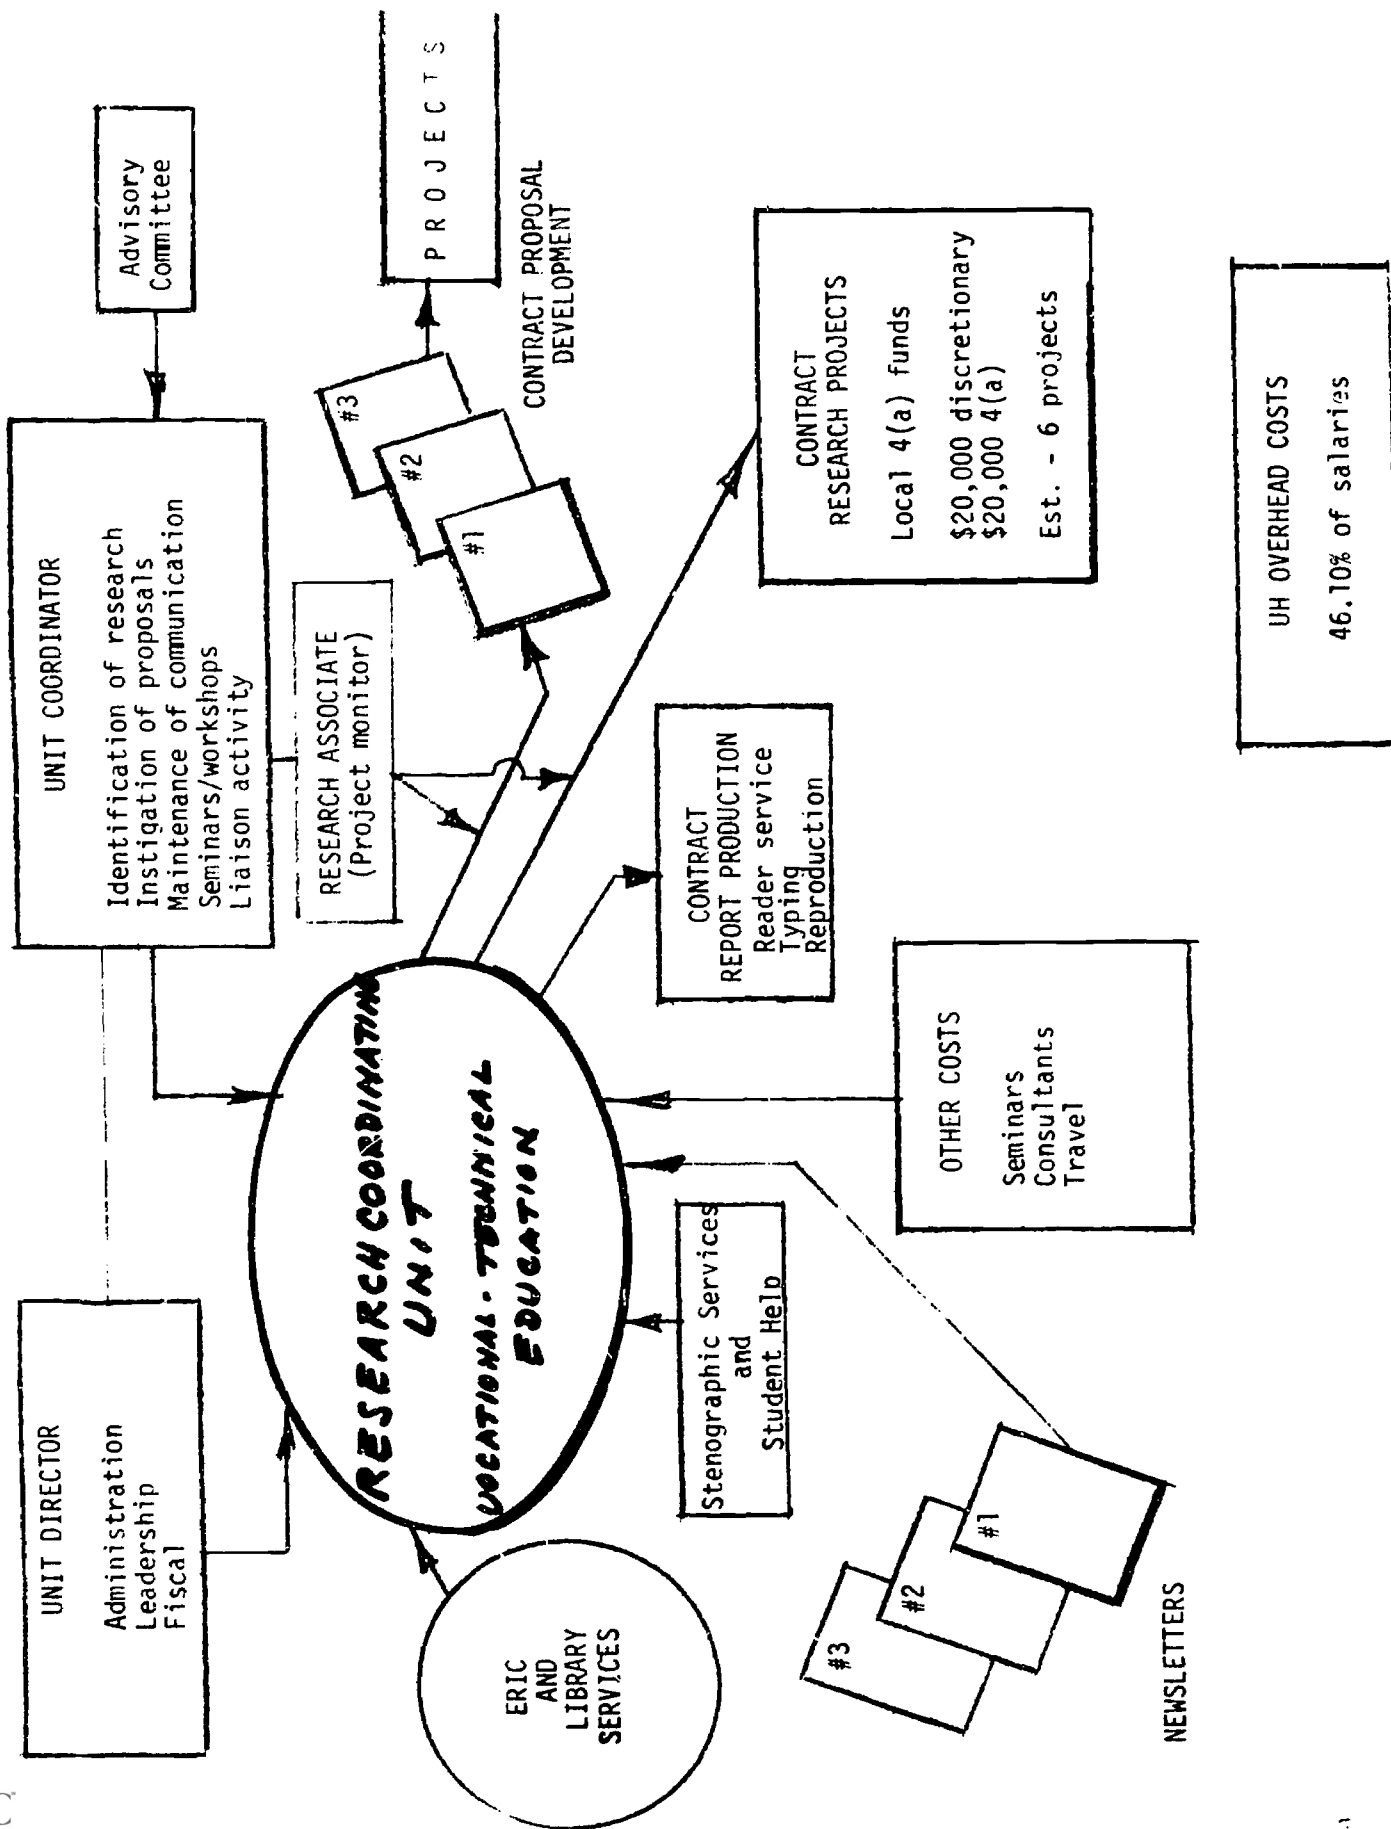 UNIT DIRECTOR
Administration
Leadership
Fiscal
UNIT COORDINATOR
Identification of research
Instigation of proposals
Maintenance of communication
Seminars/workshops
Liaison activity
Advisory
Committee
RESEARCH ASSOCIATE
(Project monitor)
RESEARCH COORDINATING
UNIT
VOCATIONAL-TECHNICAL
EDUCATION
ERIC
AND
LIBRARY
SERVICES
#1
#2
#3
PROJECTS
CONTRACT PROPOSAL
DEVELOPMENT
Stenographic Services
and
Student Help
CONTRACT
REPORT PRODUCTION
Reader service
Typing
Reproduction
CONTRACT
RESEARCH PROJECTS
Local 4(a) funds
$20,000 discretionary
$20,000 4(a)
Est. - 6 projects
#3
#2
#1
NEWSLETTERS
OTHER COSTS
Seminars
Consultants
Travel
UH OVERHEAD COSTS
46.10% of salaries